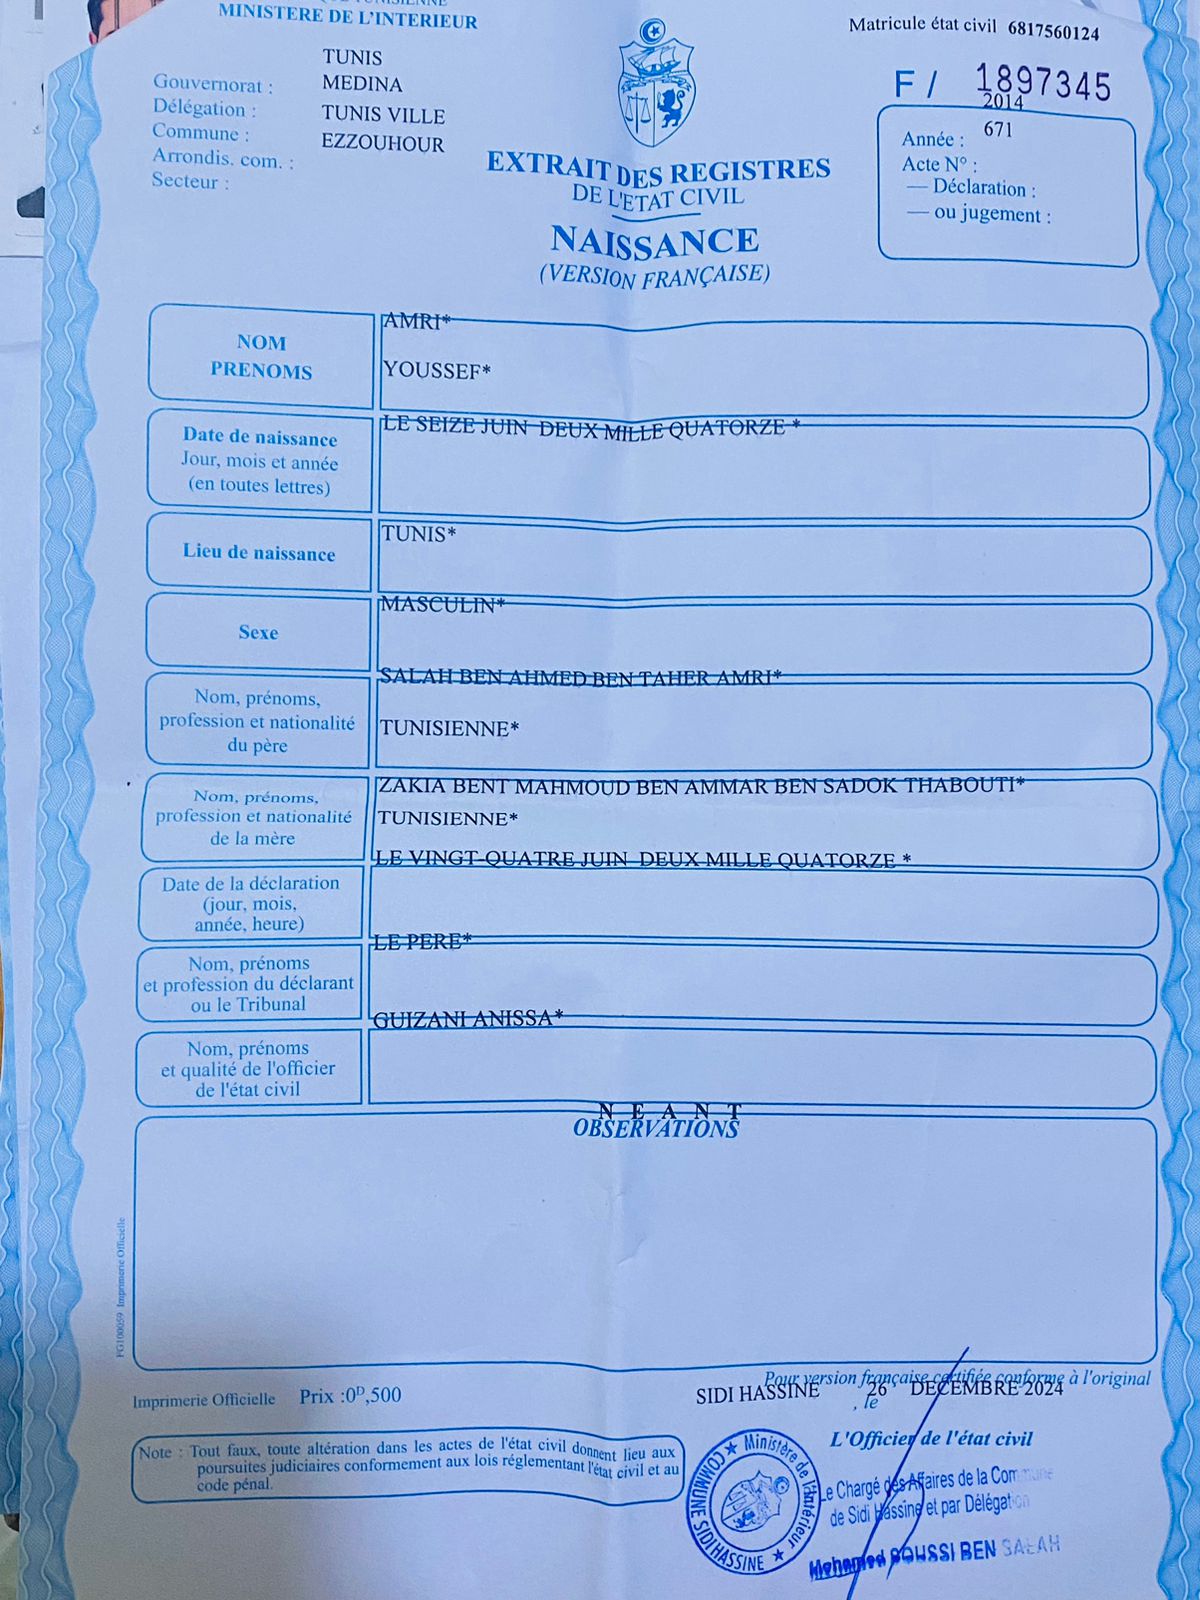 MINISTERE DE L'INTERIEUR
Matricule état civil 6817560124
TUNIS
Gouvernorat : MEDINA
Délégation : TUNIS VILLE
Commune : EZZOUHOUR
Arrondis. com. :
Secteur :
F / 1897345
2014
Année : 671
Acte N° :
— Déclaration :
— ou jugement :
EXTRAIT DES REGISTRES
DE L'ETAT CIVIL
NAISSANCE
(VERSION FRANÇAISE)
NOM
PRENOMS
AMRI*
YOUSSEF*
Date de naissance
Jour, mois et année
(en toutes lettres)
LE SEIZE JUIN DEUX MILLE QUATORZE *
Lieu de naissance
TUNIS*
Sexe
MASCULIN*
Nom, prénoms,
profession et nationalité
du père
SALAH BEN AHMED BEN TAHER AMRI*
TUNISIENNE*
Nom, prénoms,
profession et nationalité
de la mère
ZAKIA BENT MAHMOUD BEN AMMAR BEN SADOK THABOUTI*
TUNISIENNE*
LE VINGT-QUATRE JUIN DEUX MILLE QUATORZE *
Date de la déclaration
(jour, mois,
année, heure)
LE PERE*
Nom, prénoms
et profession du déclarant
ou le Tribunal
GUIZANI ANISSA*
Nom, prénoms
et qualité de l'officier
de l'état civil
N E A N T
OBSERVATIONS
FG100059 Imprimerie Officielle
Imprimerie Officielle Prix :0ᴰ,500
Pour version française certifiée conforme à l'original
SIDI HASSINE , le 26 DECEMBRE 2024
L'Officier de l'état civil
Note : Tout faux, toute altération dans les actes de l'état civil donnent lieu aux
poursuites judiciaires conformement aux lois réglementant l'état civil et au
code pénal.
★ Ministère de l'Intérieur ★
COMMUNE SIDI HASSINE
Le Chargé des Affaires de la Commune
de Sidi Hassine et par Délégation
Mohamed SOUSSI BEN SALAH